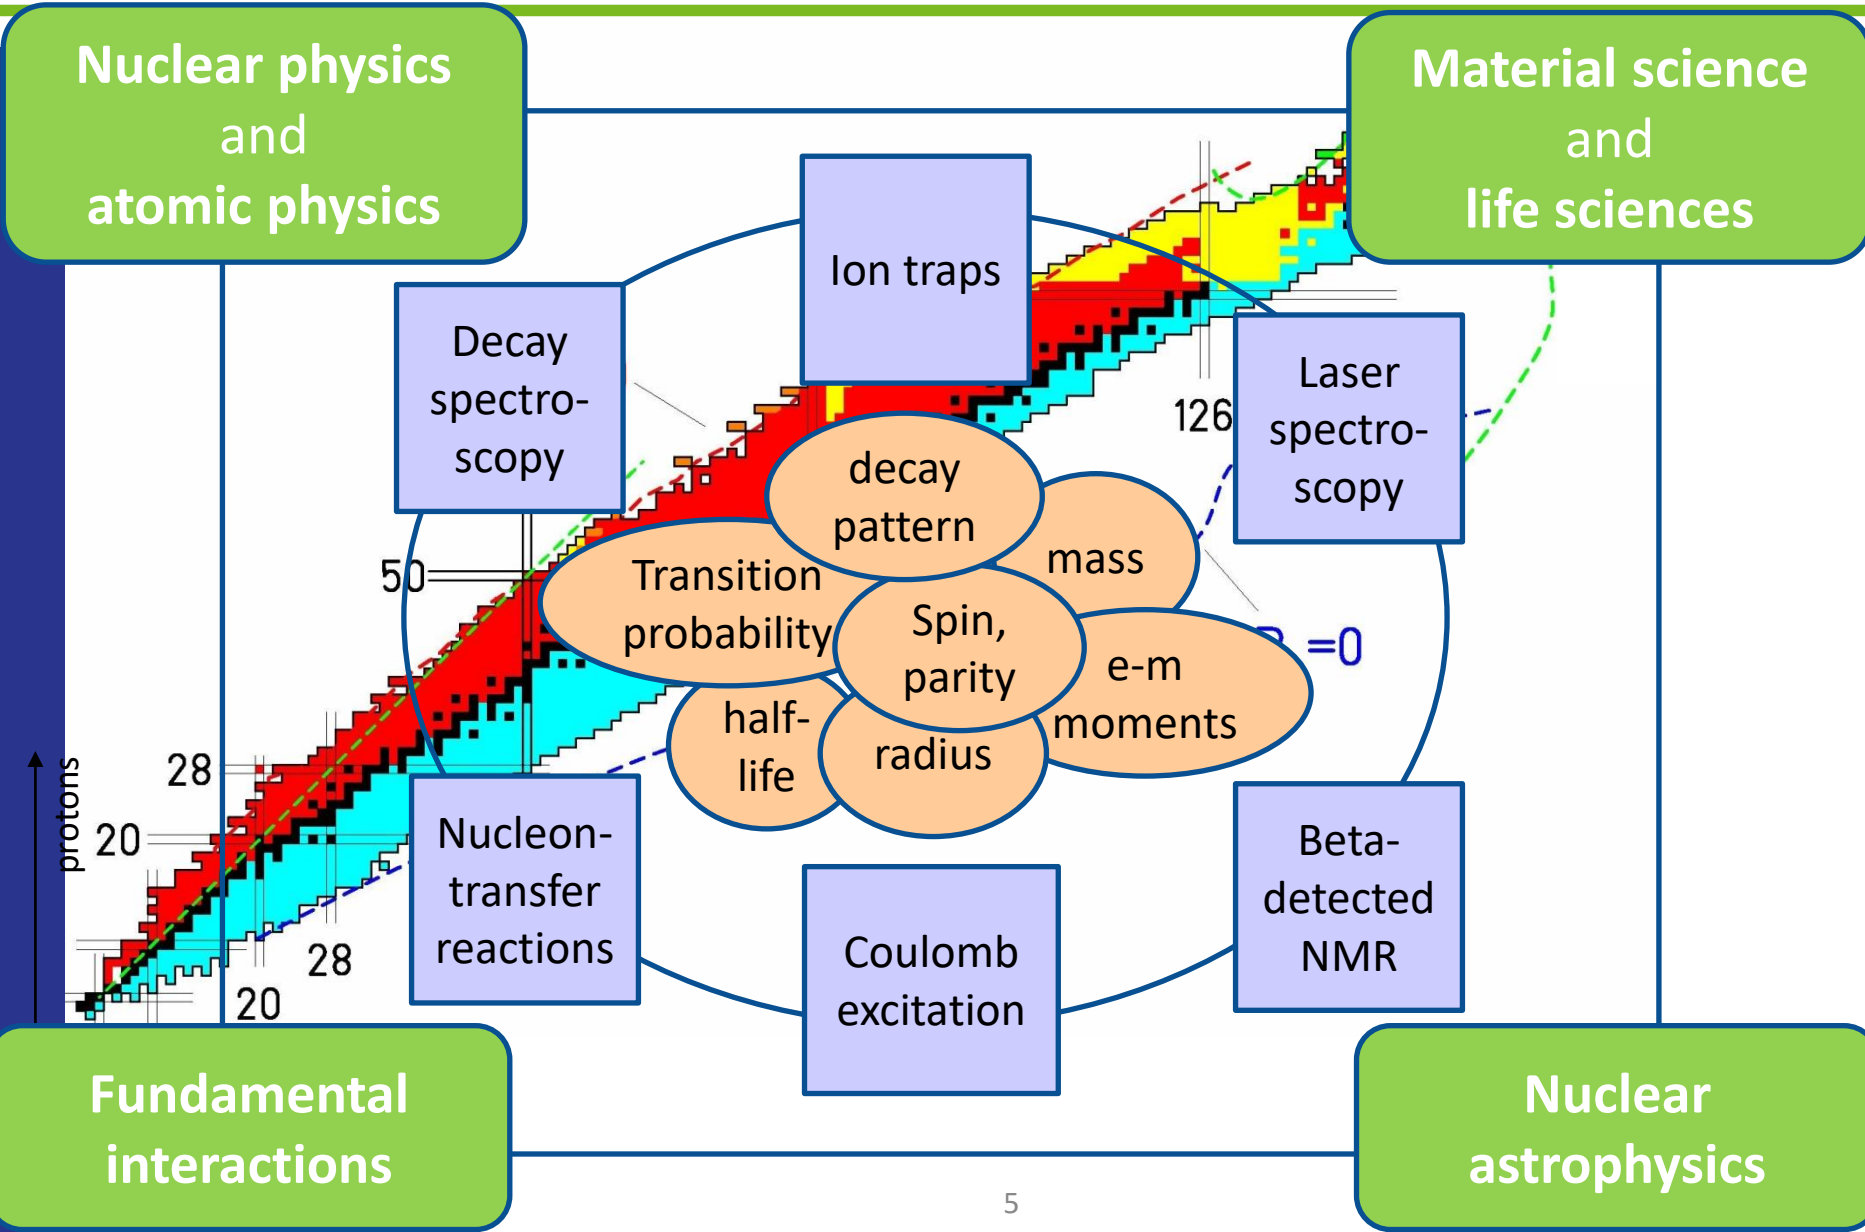 Nuclear physics
and
atomic physics
Material science
and
life sciences
Ion traps
Decay
spectro-
scopy
Laser
spectro-
scopy
126
decay
pattern
mass
50
Transition
probability
Spin,
parity
e-m
moments
=0
half-
life
radius
28
20
protons
Nucleon-
transfer
reactions
Beta-
detected
NMR
Coulomb
excitation
28
20
Fundamental
interactions
Nuclear
astrophysics
5